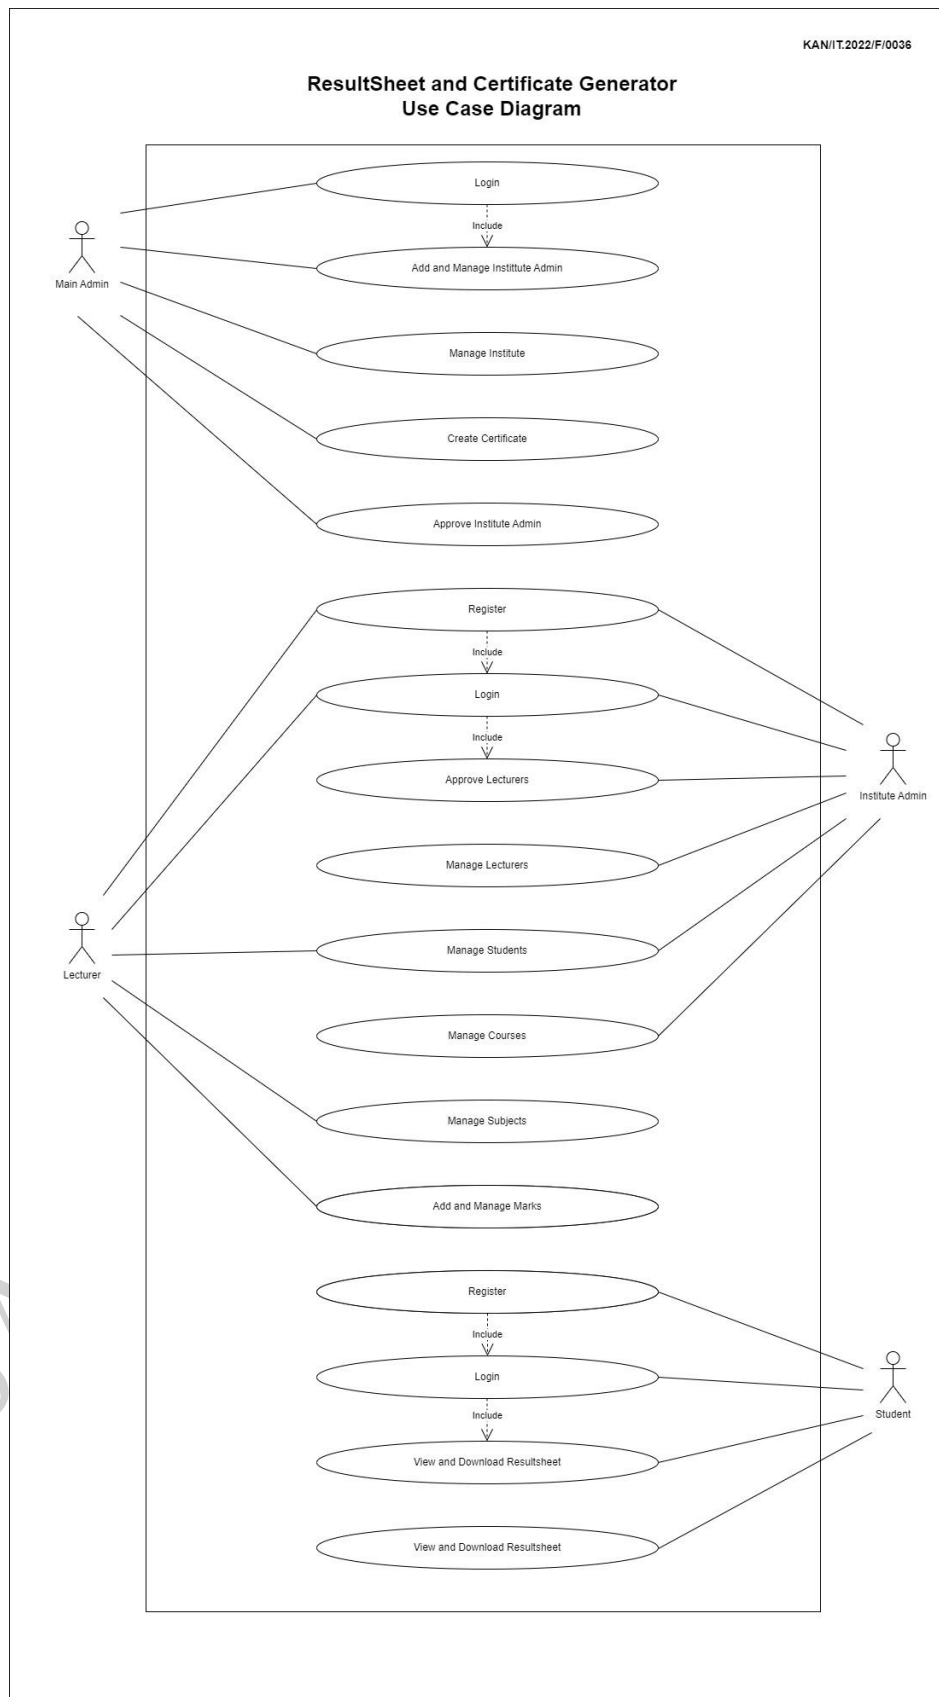 KAN/IT.2022/F/0036
ResultSheet and Certificate Generator
Use Case Diagram
Login
Include
Main Admin
Add and Manage Instittute Admin
Manage Institute
Create Certificate
Approve Institute Admin
Register
Include
Login
Include
Approve Lecturers
Institute Admin
Manage Lecturers
Manage Students
Lecturer
Manage Courses
Manage Subjects
Add and Manage Marks
Register
Include
Login
Include
Student
View and Download Resultsheet
View and Download Resultsheet